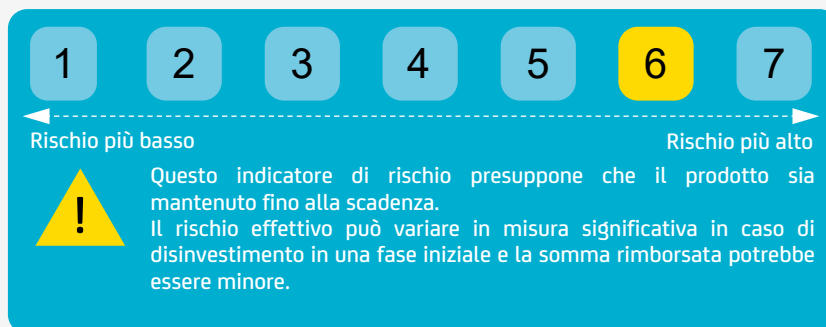 1 2 3 4 5 6 7
Rischio più basso Rischio più alto
! Questo indicatore di rischio presuppone che il prodotto sia
mantenuto fino alla scadenza.
Il rischio effettivo può variare in misura significativa in caso di
disinvestimento in una fase iniziale e la somma rimborsata potrebbe
essere minore.